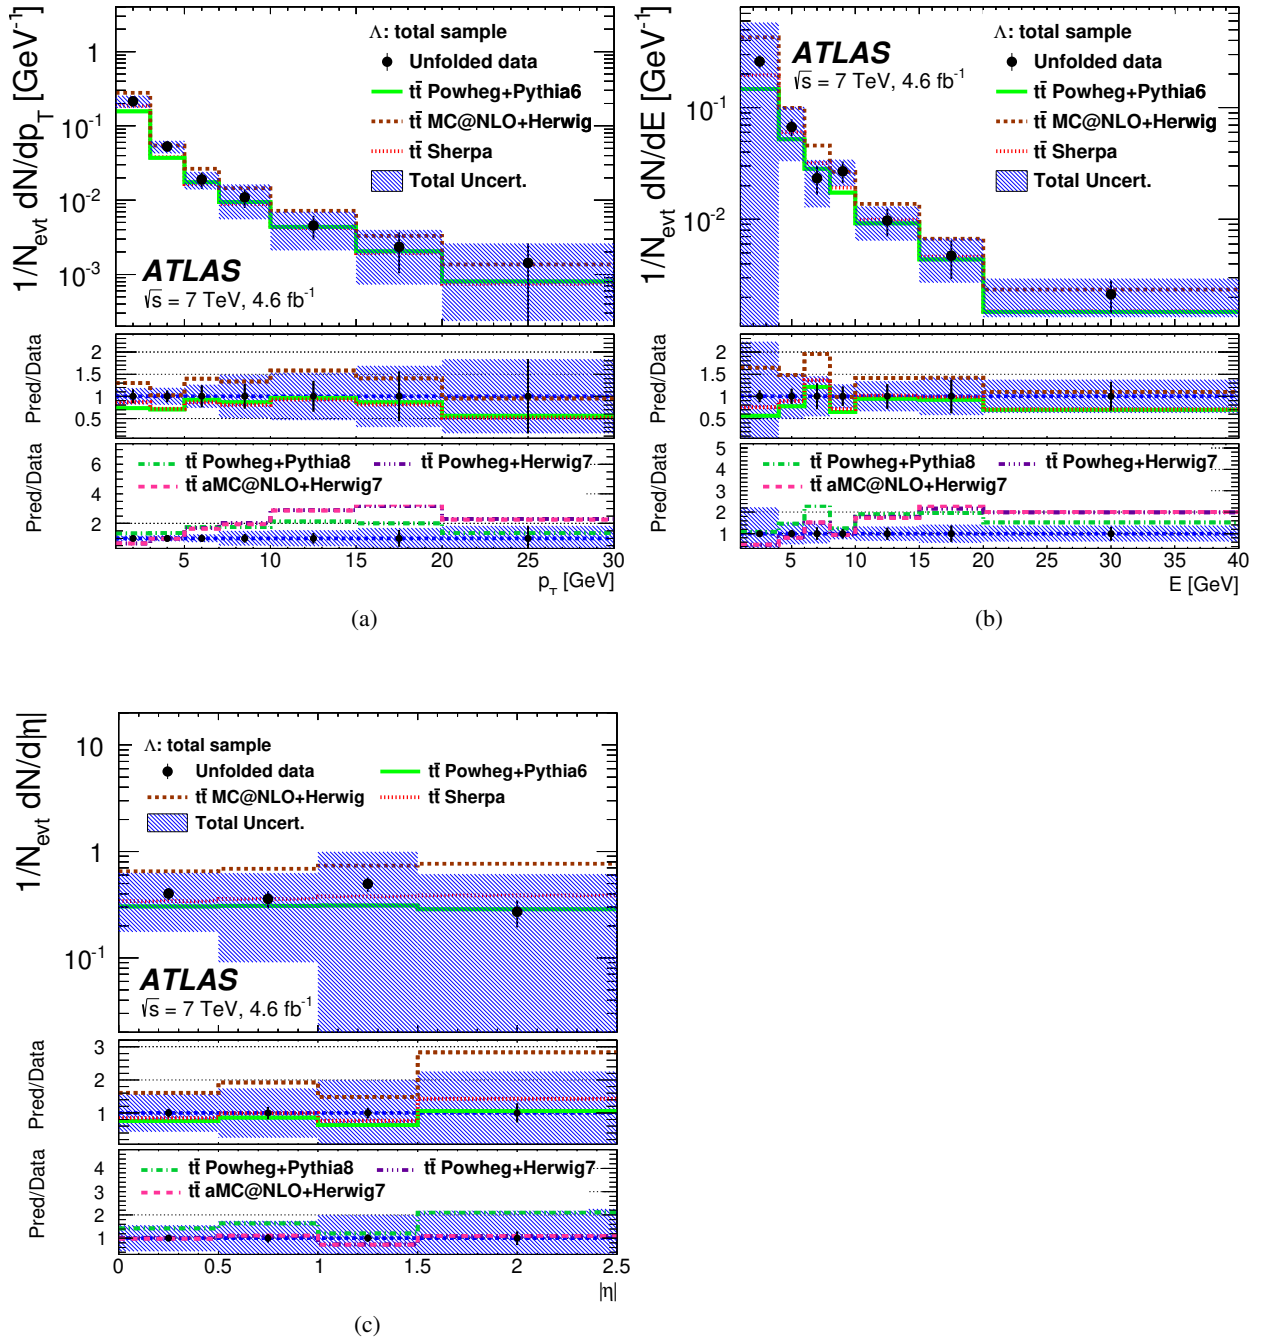 1/N_evt dN/dp_T [GeV^-1]
Λ: total sample
Unfolded data
tt̄ Powheg+Pythia6
tt̄ MC@NLO+Herwig
tt̄ Sherpa
Total Uncert.
ATLAS
√s = 7 TeV, 4.6 fb^-1
1
10^-1
10^-2
10^-3
Pred/Data
2
1.5
1
0.5
Pred/Data
tt̄ Powheg+Pythia8
tt̄ Powheg+Herwig7
tt̄ aMC@NLO+Herwig7
6
4
2
5 10 15 20 25 30
p_T [GeV]
(a)
1/N_evt dN/dE [GeV^-1]
ATLAS
√s = 7 TeV, 4.6 fb^-1
Λ: total sample
Unfolded data
tt̄ Powheg+Pythia6
tt̄ MC@NLO+Herwig
tt̄ Sherpa
Total Uncert.
10^-1
10^-2
Pred/Data
2
1.5
1
0.5
Pred/Data
tt̄ Powheg+Pythia8
tt̄ Powheg+Herwig7
tt̄ aMC@NLO+Herwig7
5
4
3
2
1
5 10 15 20 25 30 35 40
E [GeV]
(b)
1/N_evt dN/d|η|
Λ: total sample
Unfolded data
tt̄ Powheg+Pythia6
tt̄ MC@NLO+Herwig
tt̄ Sherpa
Total Uncert.
10
1
10^-1
ATLAS
√s = 7 TeV, 4.6 fb^-1
Pred/Data
3
2
1
Pred/Data
tt̄ Powheg+Pythia8
tt̄ Powheg+Herwig7
tt̄ aMC@NLO+Herwig7
4
3
2
1
0 0.5 1 1.5 2 2.5
|η|
(c)